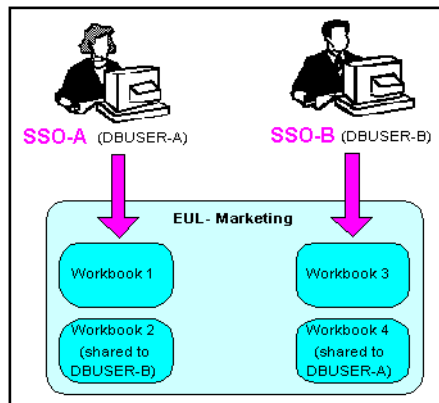 SSO-A (DBUSER-A)
SSO-B (DBUSER-B)
EUL- Marketing
Workbook 1
Workbook 3
Workbook 2
(shared to
DBUSER-B)
Workbook 4
(shared to
DBUSER-A)